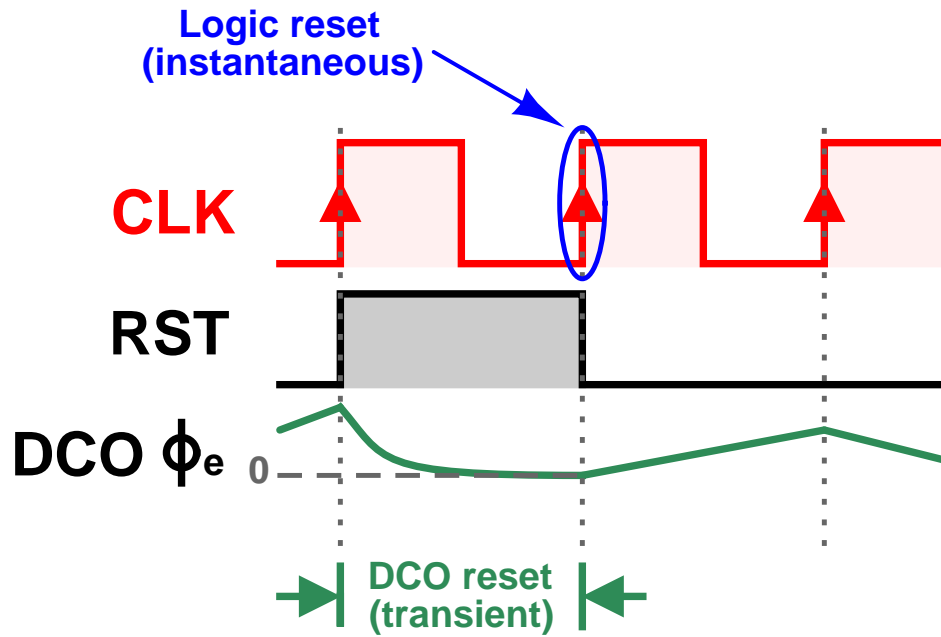 Logic reset
(instantaneous)
CLK
RST
DCO ϕe
0
DCO reset
(transient)